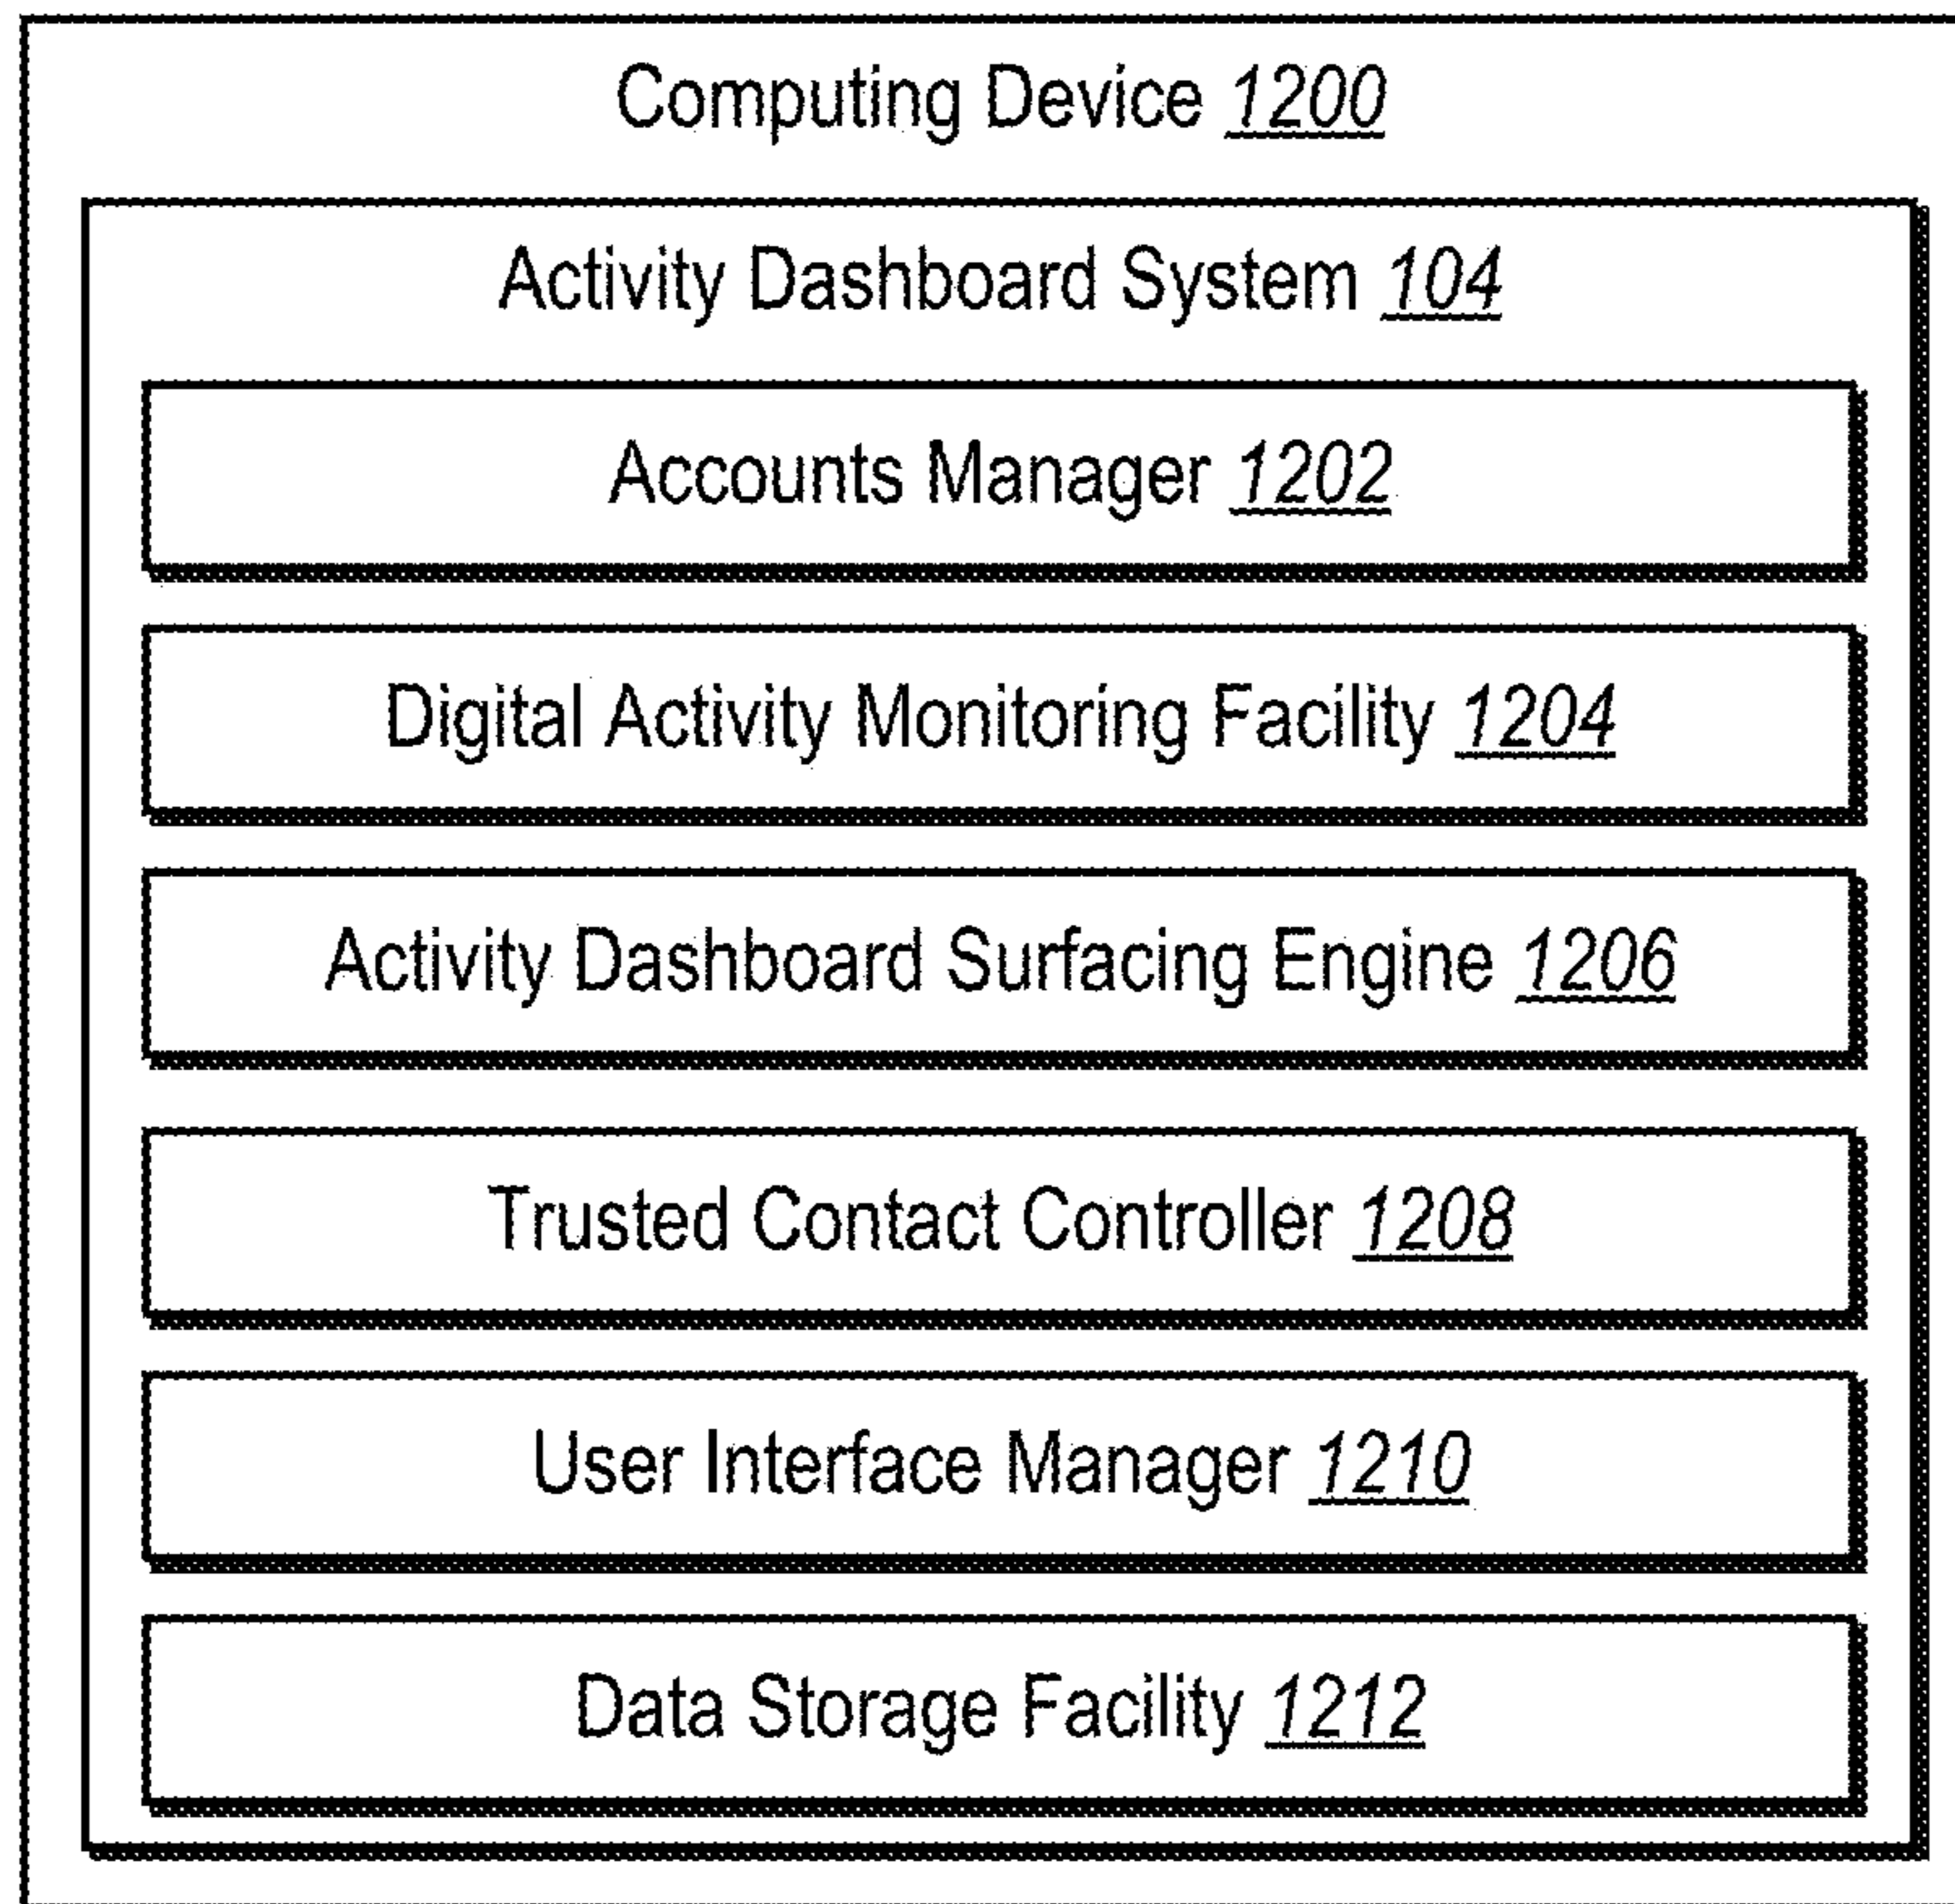 Computing Device 1200
Activity Dashboard System 104
Accounts Manager 1202
Digital Activity Monitoring Facility 1204
Activity Dashboard Surfacing Engine 1206
Trusted Contact Controller 1208
User Interface Manager 1210
Data Storage Facility 1212